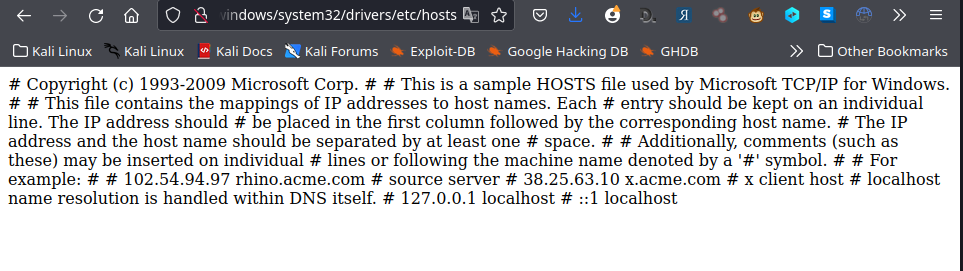 indows/system32/drivers/etc/hosts
Kali Linux Kali Linux Kali Docs Kali Forums Exploit-DB Google Hacking DB GHDB Other Bookmarks
# Copyright (c) 1993-2009 Microsoft Corp. # # This is a sample HOSTS file used by Microsoft TCP/IP for Windows.
# # This file contains the mappings of IP addresses to host names. Each # entry should be kept on an individual
line. The IP address should # be placed in the first column followed by the corresponding host name. # The IP
address and the host name should be separated by at least one # space. # # Additionally, comments (such as
these) may be inserted on individual # lines or following the machine name denoted by a '#' symbol. # # For
example: # # 102.54.94.97 rhino.acme.com # source server # 38.25.63.10 x.acme.com # x client host # localhost
name resolution is handled within DNS itself. # 127.0.0.1 localhost # ::1 localhost